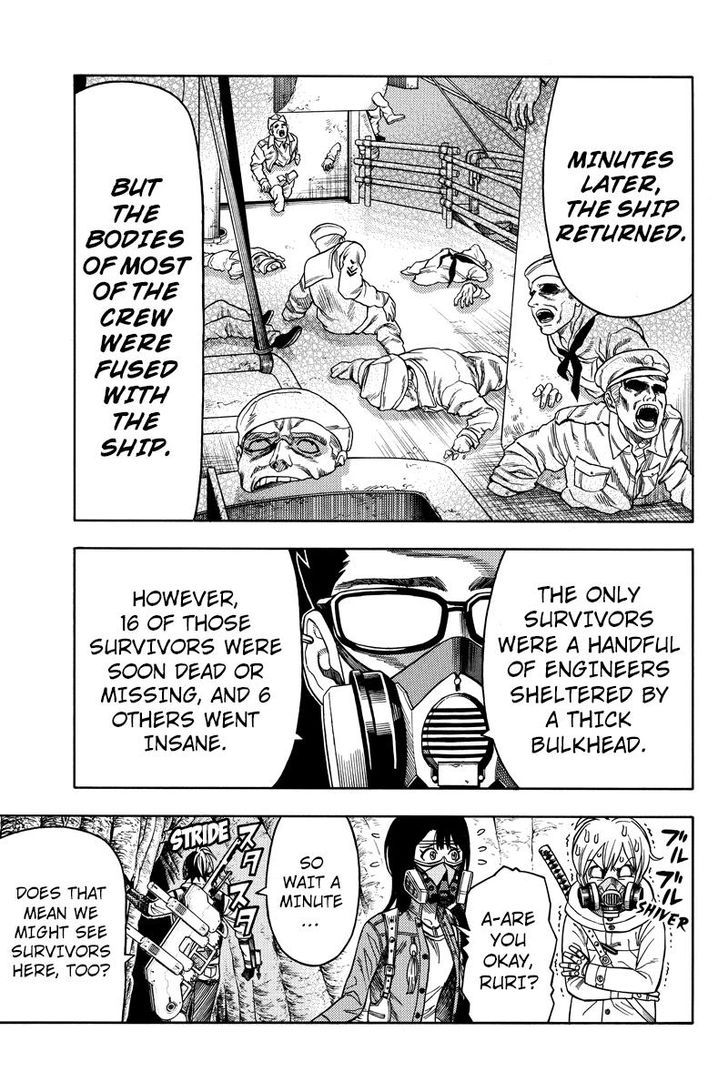 MINUTES
LATER,
THE SHIP
RETURNED.
BUT
THE
BODIES
OF MOST
OF THE
CREW
WERE
FUSED
WITH
THE
SHIP.
THE ONLY
SURVIVORS
WERE A HANDFUL
OF ENGINEERS
SHELTERED BY
A THICK
BULKHEAD.
HOWEVER,
16 OF THOSE
SURVIVORS WERE
SOON DEAD OR
MISSING, AND 6
OTHERS WENT
INSANE.
ブル
ブル
SHIVER
A-ARE
YOU
OKAY,
RURI?
SO
WAIT A
MINUTE
...
スタ
スタ
STRIDE
DOES THAT
MEAN WE
MIGHT SEE
SURVIVORS
HERE, TOO?